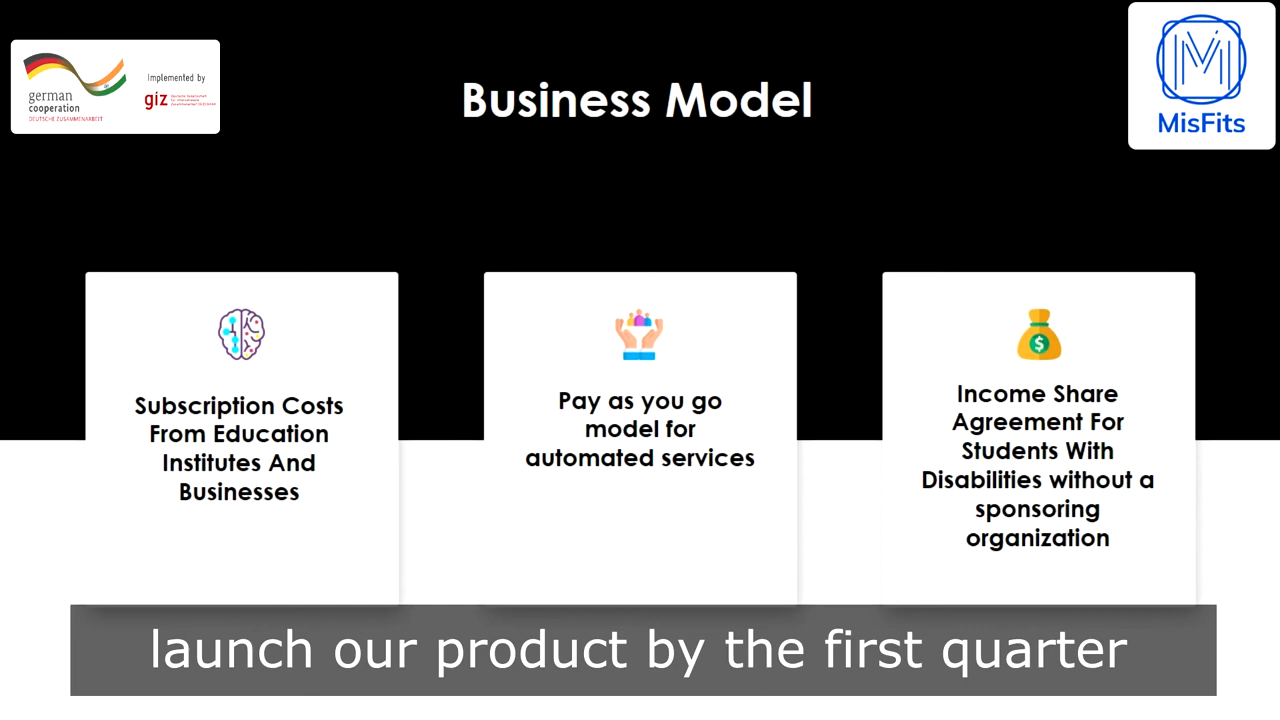 german
cooperation
DEUTSCHE ZUSAMMENARBEIT
Implemented by
giz
Business Model
MisFits
Subscription Costs
From Education
Institutes And
Businesses
Pay as you go
model for
automated services
Income Share
Agreement For
Students With
Disabilities without a
sponsoring
organization
launch our product by the first quarter